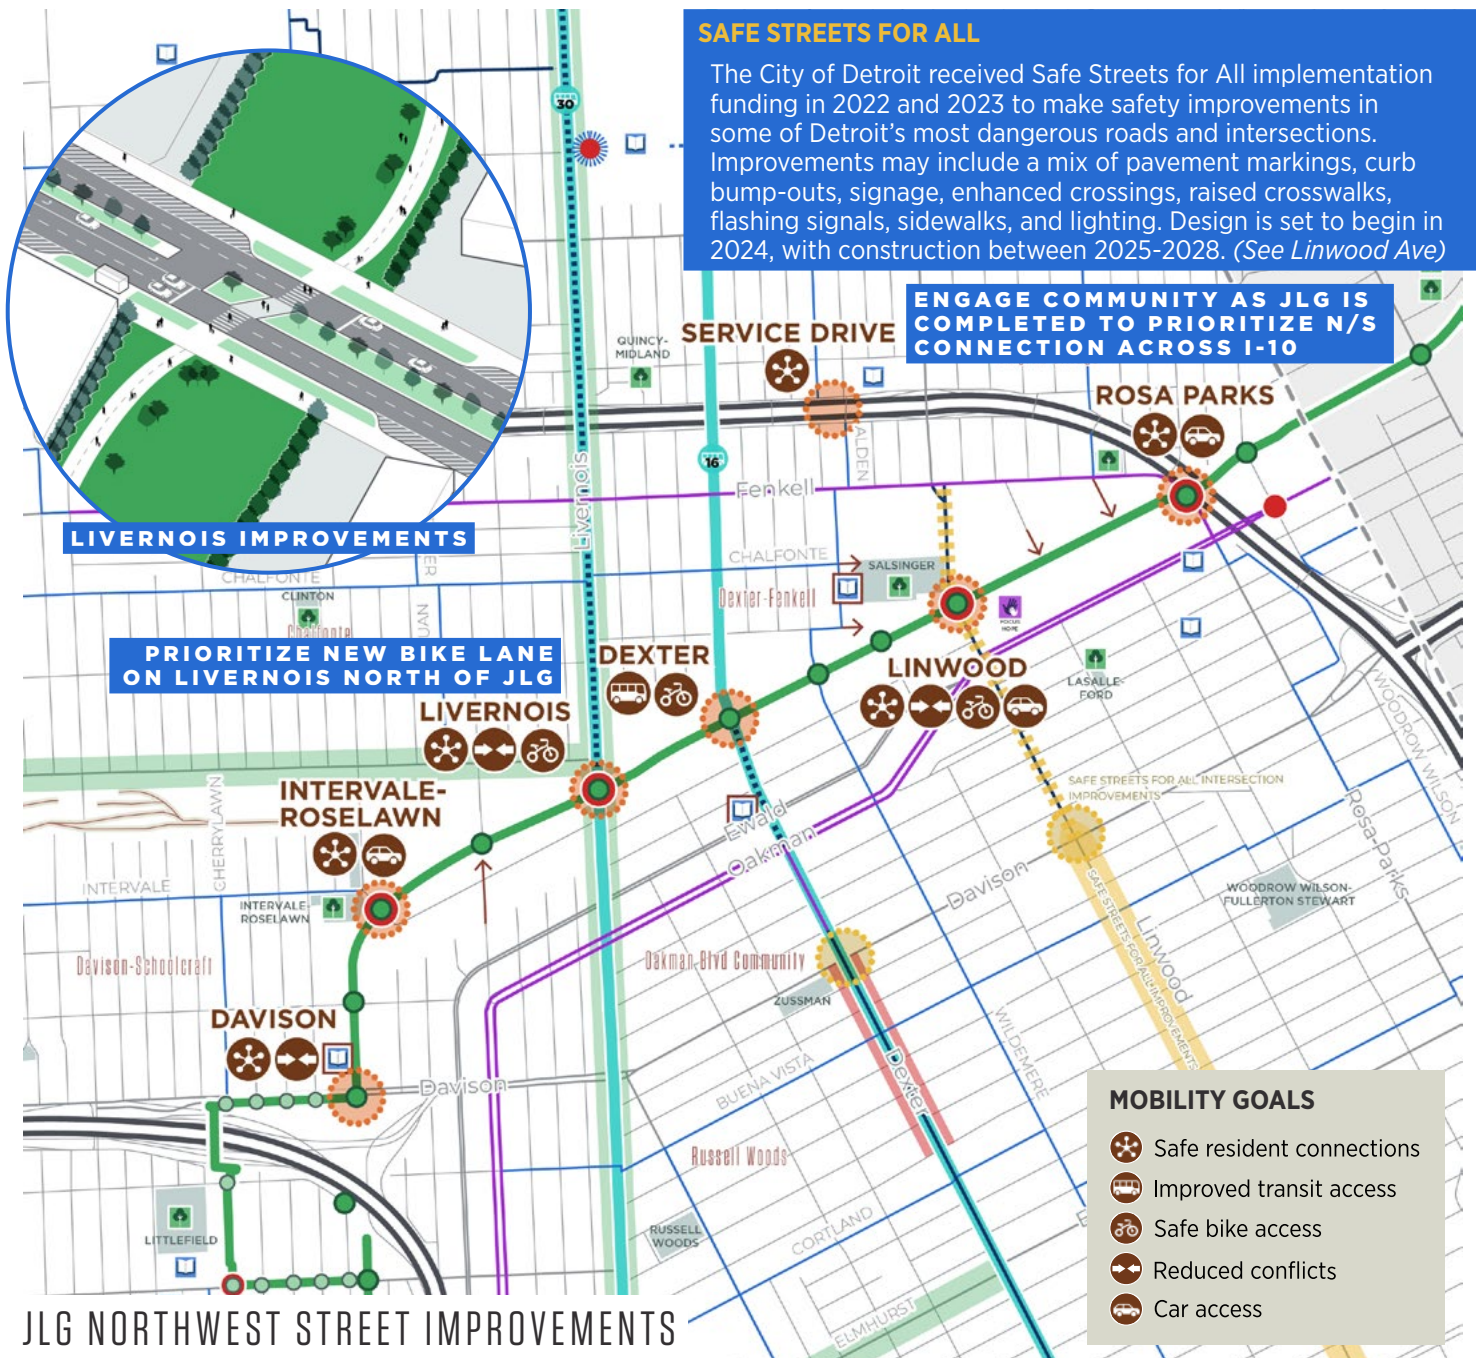 SAFE STREETS FOR ALL
The City of Detroit received Safe Streets for All implementation
funding in 2022 and 2023 to make safety improvements in
some of Detroit's most dangerous roads and intersections.
Improvements may include a mix of pavement markings, curb
bump-outs, signage, enhanced crossings, raised crosswalks,
flashing signals, sidewalks, and lighting. Design is set to begin in
2024, with construction between 2025-2028. (See Linwood Ave)
30
ENGAGE COMMUNITY AS JLG IS
COMPLETED TO PRIORITIZE N/S
CONNECTION ACROSS I-10
SERVICE DRIVE
QUINCY-
MIDLAND
ROSA PARKS
ALDEN
16
Livernois
Fenkell
LIVERNOIS IMPROVEMENTS
CHALFONTE
ER
CHALFONTE
SALSINGER
CLINTON
Chalfonte
Dexter-Fenkell
UAN
FOCUS
HOPE
PRIORITIZE NEW BIKE LANE
ON LIVERNOIS NORTH OF JLG
DEXTER
LINWOOD
LASALLE-
FORD
WOODROW WILSON
LIVERNOIS
INTERVALE-
ROSELAWN
SAFE STREETS FOR ALL INTERSECTION
IMPROVEMENTS
CHERRYLAWN
Ewald
Oakman
Rosa-Parks
Davison
INTERVALE
INTERVALE-
ROSELAWN
WOODROW WILSON-
FULLERTON STEWART
SAFE STREETS FOR ALL IMPROVEMENTS
Linwood
Davison-Schoolcraft
Oakman Blvd Community
ZUSSMAN
DAVISON
WILDEMERE
Davison
BUENA VISTA
Dexter
Russell Woods
LITTLEFIELD
RUSSELL
WOODS
CORTLAND
ELMHURST
MOBILITY GOALS
Safe resident connections
Improved transit access
Safe bike access
Reduced conflicts
Car access
JLG NORTHWEST STREET IMPROVEMENTS